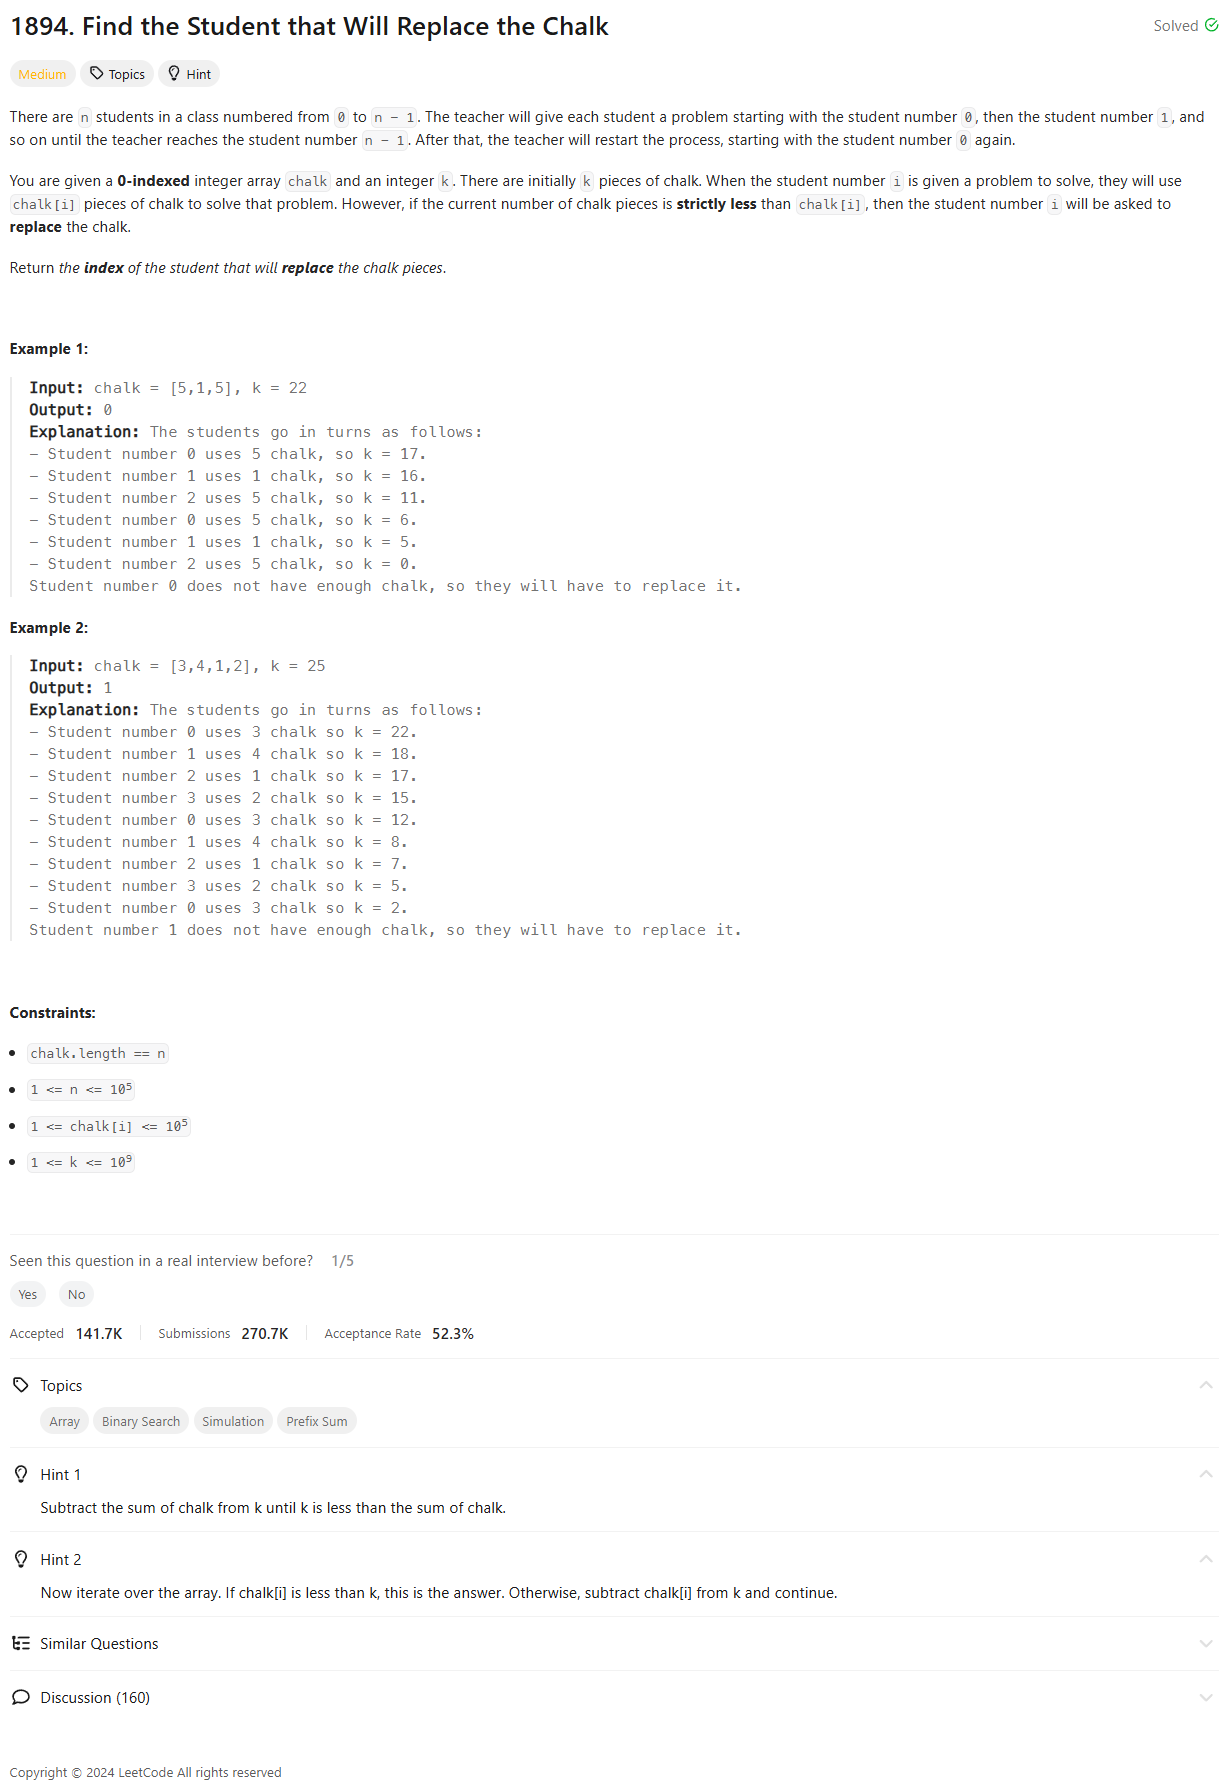 1894. Find the Student that Will Replace the Chalk
Solved
Medium Topics Hint
There are n students in a class numbered from 0 to n - 1. The teacher will give each student a problem starting with the student number 0, then the student number 1, and
so on until the teacher reaches the student number n - 1. After that, the teacher will restart the process, starting with the student number 0 again.
You are given a 0-indexed integer array chalk and an integer k. There are initially k pieces of chalk. When the student number i is given a problem to solve, they will use
chalk[i] pieces of chalk to solve that problem. However, if the current number of chalk pieces is strictly less than chalk[i], then the student number i will be asked to
replace the chalk.
Return the index of the student that will replace the chalk pieces.
Example 1:
Input: chalk = [5,1,5], k = 22
Output: 0
Explanation: The students go in turns as follows:
- Student number 0 uses 5 chalk, so k = 17.
- Student number 1 uses 1 chalk, so k = 16.
- Student number 2 uses 5 chalk, so k = 11.
- Student number 0 uses 5 chalk, so k = 6.
- Student number 1 uses 1 chalk, so k = 5.
- Student number 2 uses 5 chalk, so k = 0.
Student number 0 does not have enough chalk, so they will have to replace it.
Example 2:
Input: chalk = [3,4,1,2], k = 25
Output: 1
Explanation: The students go in turns as follows:
- Student number 0 uses 3 chalk so k = 22.
- Student number 1 uses 4 chalk so k = 18.
- Student number 2 uses 1 chalk so k = 17.
- Student number 3 uses 2 chalk so k = 15.
- Student number 0 uses 3 chalk so k = 12.
- Student number 1 uses 4 chalk so k = 8.
- Student number 2 uses 1 chalk so k = 7.
- Student number 3 uses 2 chalk so k = 5.
- Student number 0 uses 3 chalk so k = 2.
Student number 1 does not have enough chalk, so they will have to replace it.
Constraints:
• chalk.length == n
• 1 <= n <= 10⁵
• 1 <= chalk[i] <= 10⁵
• 1 <= k <= 10⁹
Seen this question in a real interview before? 1/5
Yes No
Accepted 141.7K Submissions 270.7K Acceptance Rate 52.3%
Topics
Array Binary Search Simulation Prefix Sum
Hint 1
Subtract the sum of chalk from k until k is less than the sum of chalk.
Hint 2
Now iterate over the array. If chalk[i] is less than k, this is the answer. Otherwise, subtract chalk[i] from k and continue.
Similar Questions
Discussion (160)
Copyright © 2024 LeetCode All rights reserved